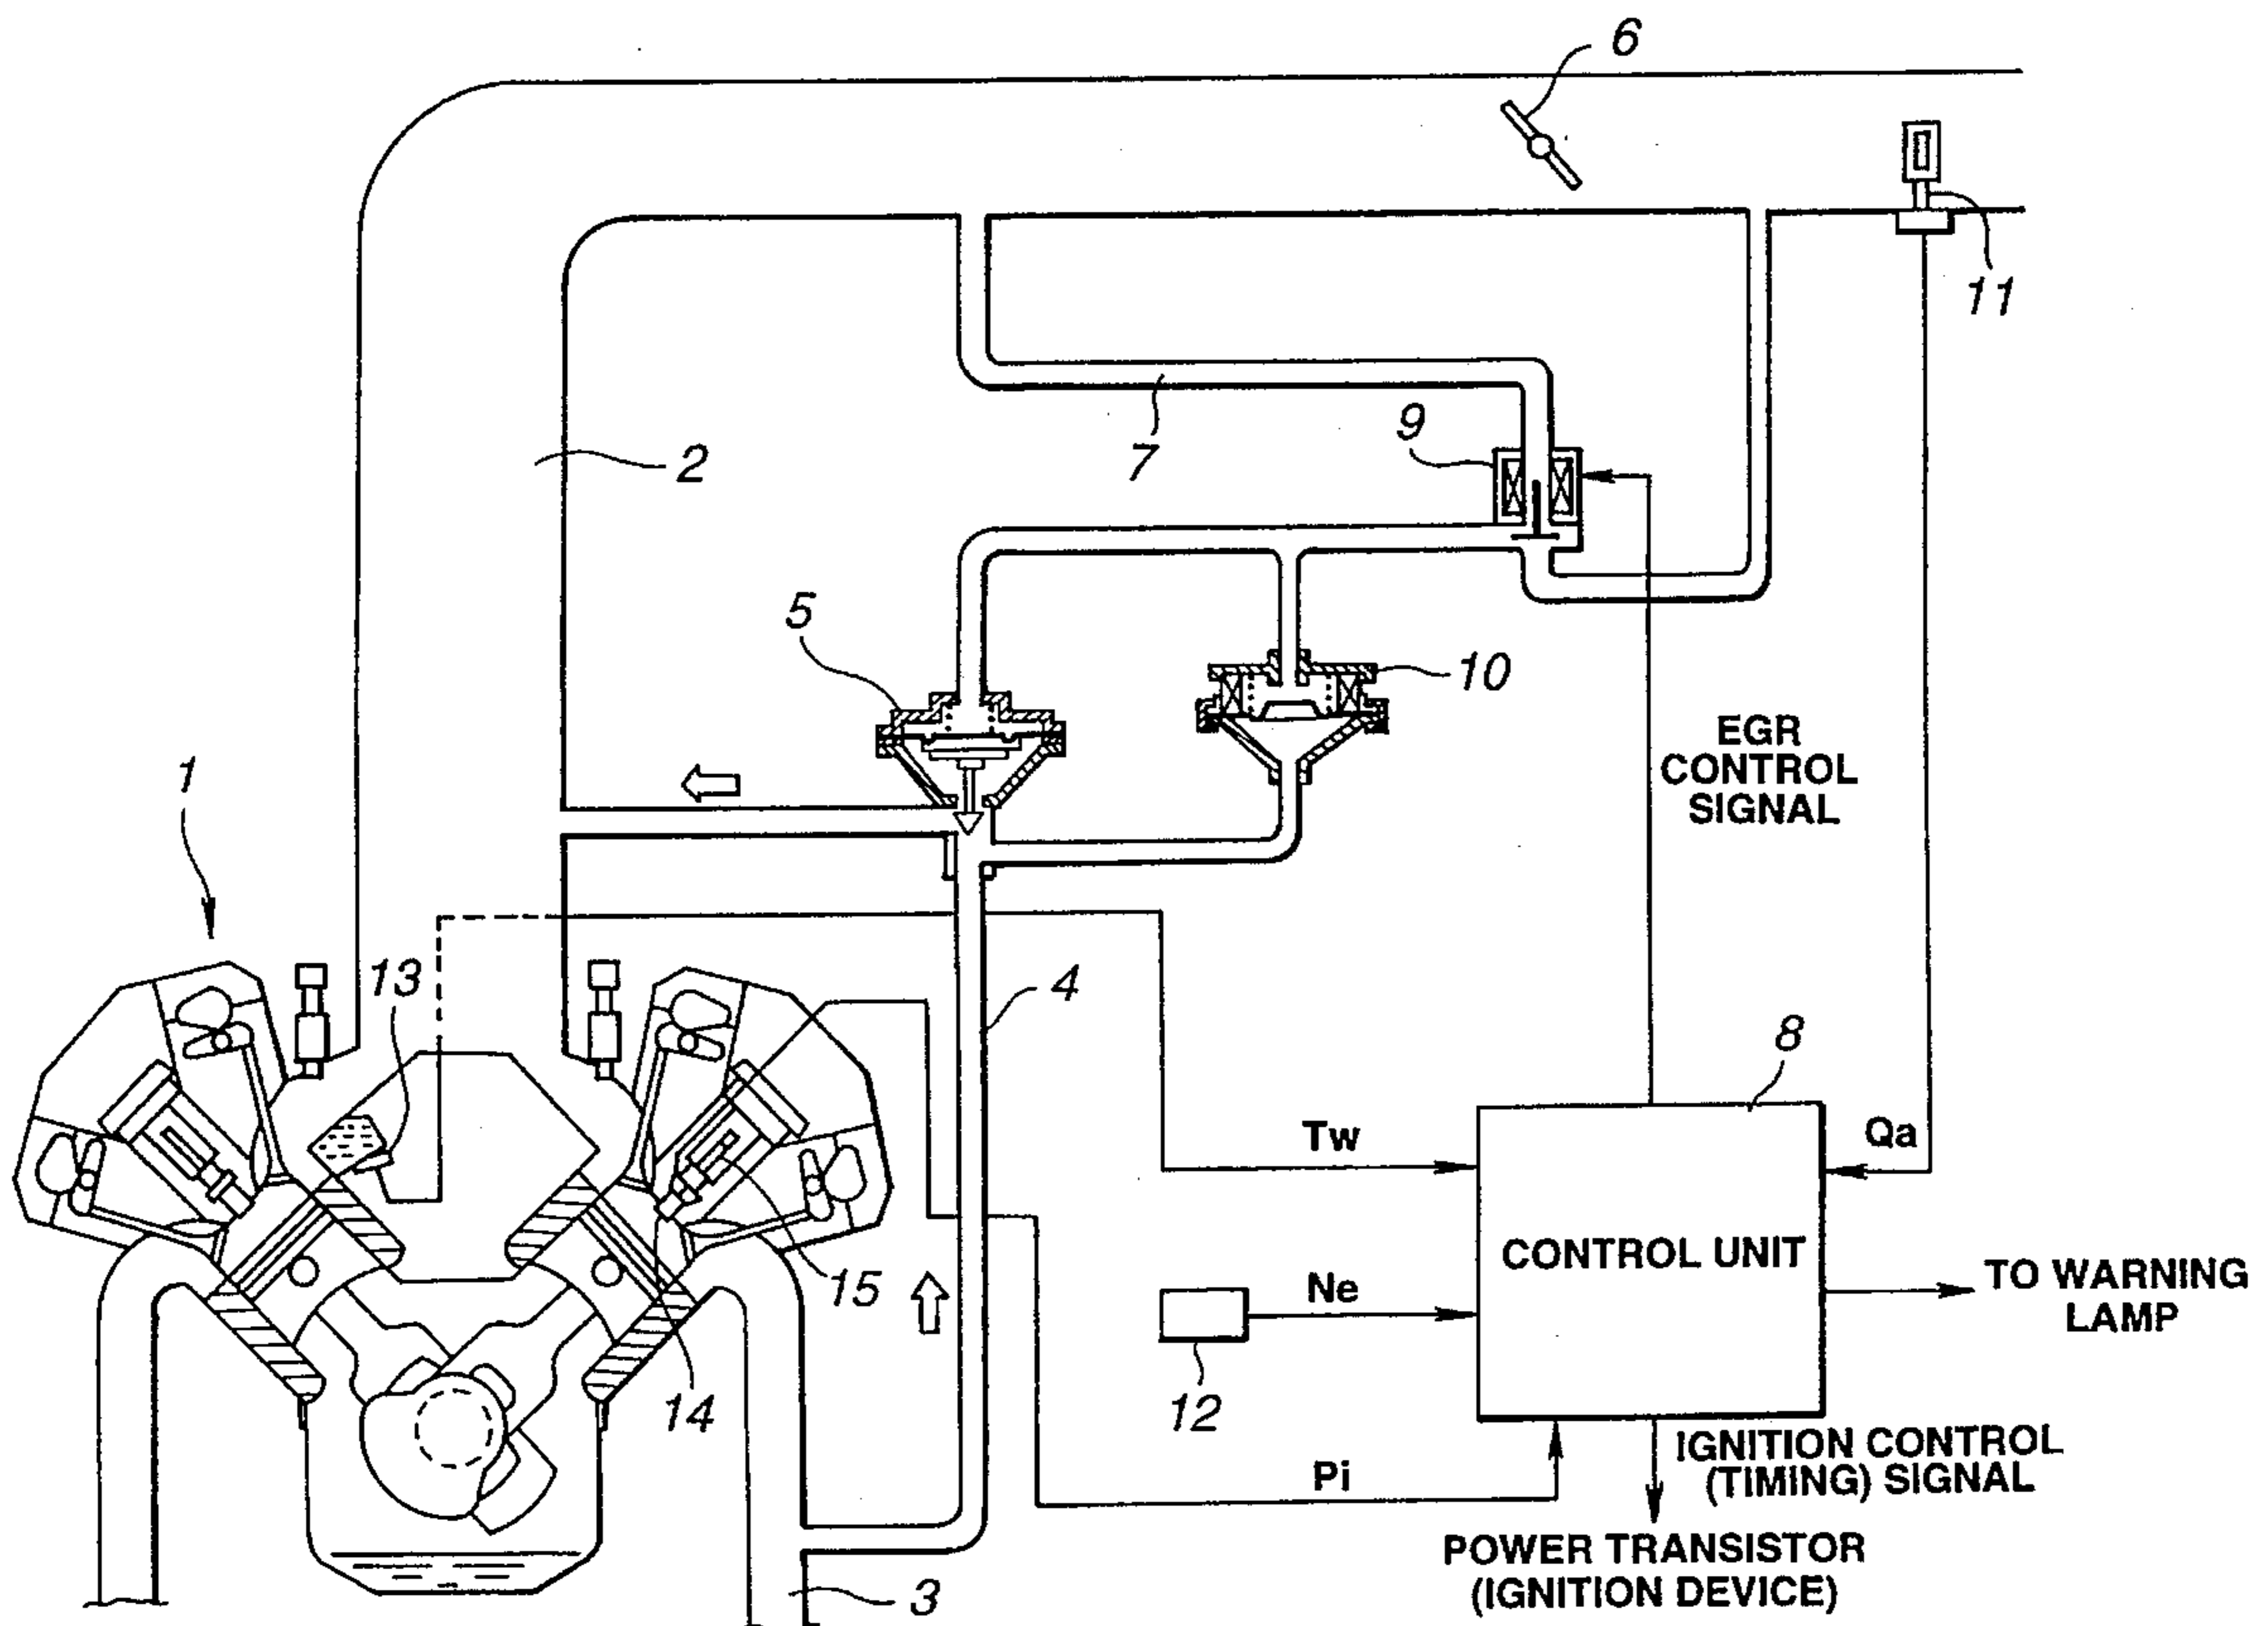 6
11
7
9
2
5
10
EGR
CONTROL
SIGNAL
1
13
4
8
Tw
Qa
CONTROL UNIT
15
Ne
TO WARNING
LAMP
14
12
Pi
IGNITION CONTROL
(TIMING) SIGNAL
POWER TRANSISTOR
(IGNITION DEVICE)
3